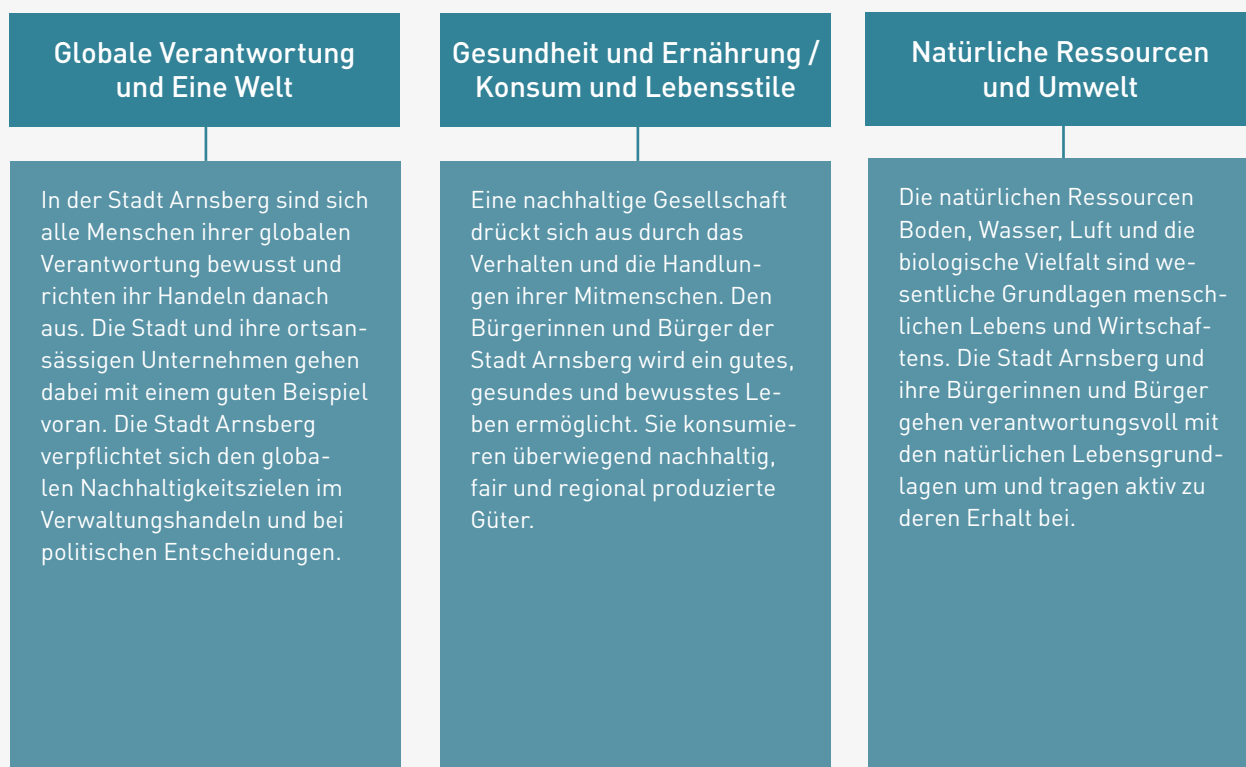 Globale Verantwortung
und Eine Welt
In der Stadt Arnsberg sind sich
alle Menschen ihrer globalen
Verantwortung bewusst und
richten ihr Handeln danach
aus. Die Stadt und ihre ortsan-
sässigen Unternehmen gehen
dabei mit einem guten Beispiel
voran. Die Stadt Arnsberg
verpflichtet sich den globa-
len Nachhaltigkeitszielen im
Verwaltungshandeln und bei
politischen Entscheidungen.
Gesundheit und Ernährung /
Konsum und Lebensstile
Eine nachhaltige Gesellschaft
drückt sich aus durch das
Verhalten und die Handlun-
gen ihrer Mitmenschen. Den
Bürgerinnen und Bürger der
Stadt Arnsberg wird ein gutes,
gesundes und bewusstes Le-
ben ermöglicht. Sie konsumie-
ren überwiegend nachhaltig,
fair und regional produzierte
Güter.
Natürliche Ressourcen
und Umwelt
Die natürlichen Ressourcen
Boden, Wasser, Luft und die
biologische Vielfalt sind we-
sentliche Grundlagen mensch-
lichen Lebens und Wirtschaf-
tens. Die Stadt Arnsberg und
ihre Bürgerinnen und Bürger
gehen verantwortungsvoll mit
den natürlichen Lebensgrund-
lagen um und tragen aktiv zu
deren Erhalt bei.